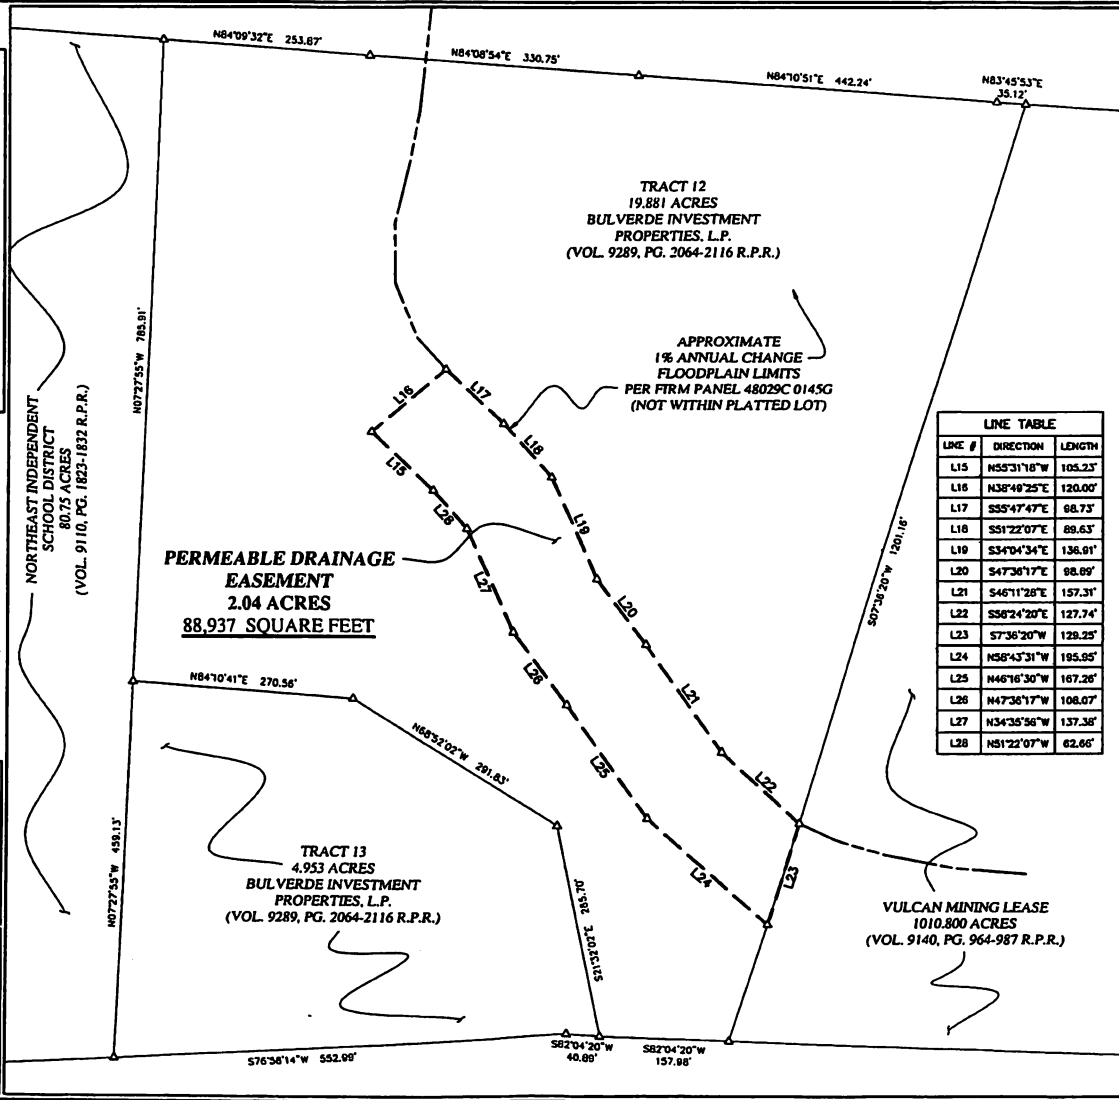 N84°09'32"E 253.87'
N84°08'54"E 330.75'
N84°10'51"E 442.24'
N83°45'53"E
35.12'
TRACT 12
19.881 ACRES
BULVERDE INVESTMENT
PROPERTIES, L.P.
(VOL. 9289, PG. 2064-2116 R.P.R.)
N07°27'55"W 785.91'
APPROXIMATE
1% ANNUAL CHANGE
FLOODPLAIN LIMITS
PER FIRM PANEL 48029C 0145G
(NOT WITHIN PLATTED LOT)
L16
L17
L18
L15
L28
L19
L27
L20
L26
L21
L25
L22
L24
L23
NORTHEAST INDEPENDENT
SCHOOL DISTRICT
80.75 ACRES
(VOL. 9110, PG. 1823-1832 R.P.R.)
PERMEABLE DRAINAGE
EASEMENT
2.04 ACRES
88,937 SQUARE FEET
S07°36'20"W 1201.16'
LINE TABLE
LINE # DIRECTION LENGTH
L15 N55°31'18"W 105.23'
L16 N38°49'25"E 120.00'
L17 S55°47'47"E 98.73'
L18 S51°22'07"E 89.63'
L19 S34°04'34"E 136.91'
L20 S47°36'17"E 98.89'
L21 S46°11'28"E 157.31'
L22 S58°24'20"E 127.74'
L23 S7°36'20"W 129.25'
L24 N58°43'31"W 195.95'
L25 N46°16'30"W 167.26'
L26 N47°36'17"W 108.07'
L27 N34°35'56"W 137.38'
L28 N51°22'07"W 62.66'
N84°10'41"E 270.56'
N68°52'02"W 291.83'
N07°27'55"W 459.13'
TRACT 13
4.953 ACRES
BULVERDE INVESTMENT
PROPERTIES, L.P.
(VOL. 9289, PG. 2064-2116 R.P.R.)
S21°32'02"E 265.70'
VULCAN MINING LEASE
1010.800 ACRES
(VOL. 9140, PG. 964-987 R.P.R.)
S76°58'14"W 552.99'
S82°04'20"W
40.89'
S82°04'20"W
157.98'